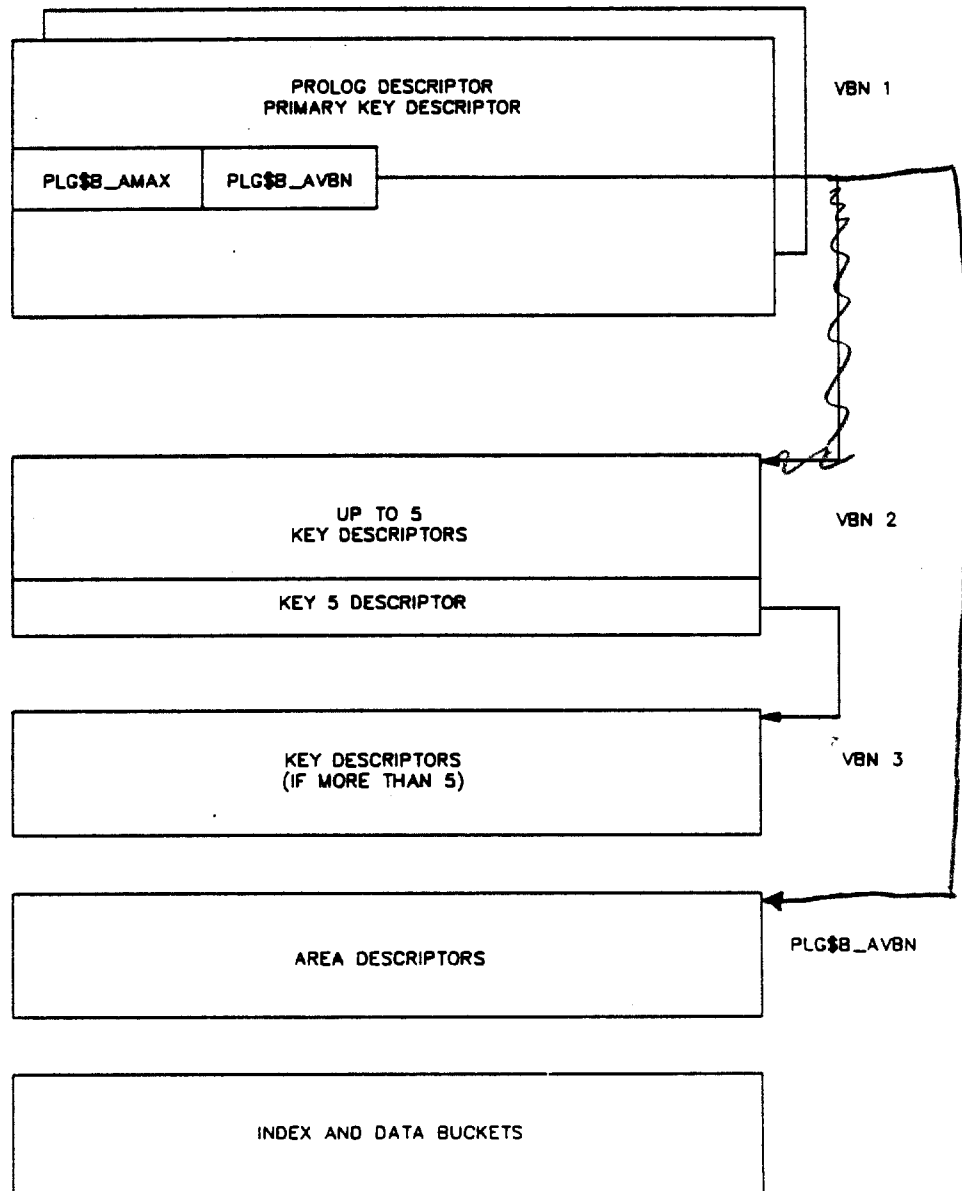 PROLOG DESCRIPTOR
PRIMARY KEY DESCRIPTOR
VBN 1
PLG$B_AMAX
PLG$B_AVBN
UP TO 5
KEY DESCRIPTORS
VBN 2
KEY 5 DESCRIPTOR
KEY DESCRIPTORS
(IF MORE THAN 5)
VBN 3
AREA DESCRIPTORS
PLG$B_AVBN
INDEX AND DATA BUCKETS